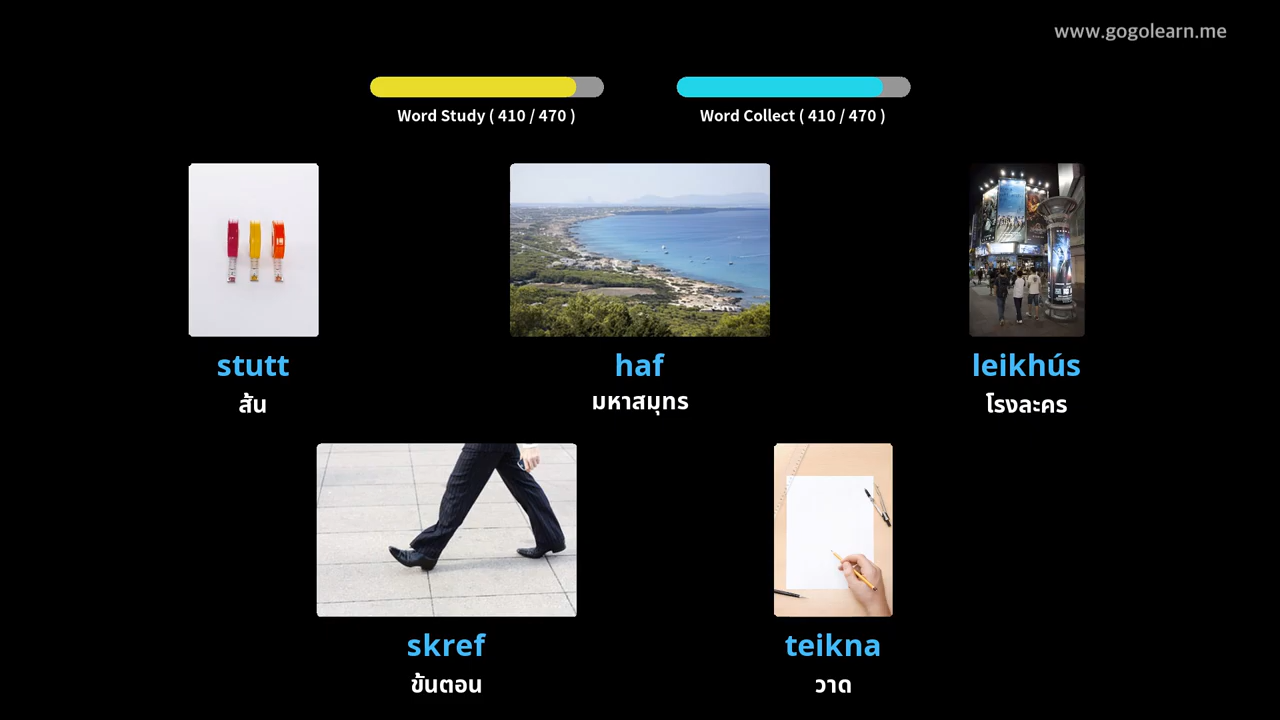 www.gogolearn.me
Word Study ( 410 / 470 )
Word Collect ( 410 / 470 )
stutt
สั้น
haf
มหาสมุทร
leikhús
โรงละคร
skref
ขั้นตอน
teikna
วาด